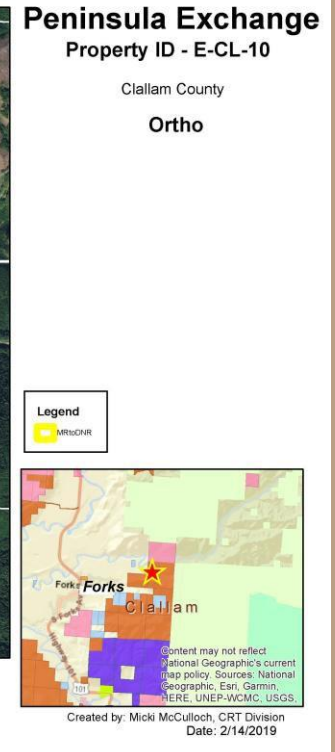 Peninsula Exchange
Property ID - E-CL-10
Clallam County
Ortho
Legend
MRtoDNR
Forks
Forks
Clallam
101
Content may not reflect
National Geographic's current
map policy. Sources: National
Geographic, Esri, Garmin,
HERE, UNEP-WCMC, USGS,
Created by: Micki McCulloch, CRT Division
Date: 2/14/2019